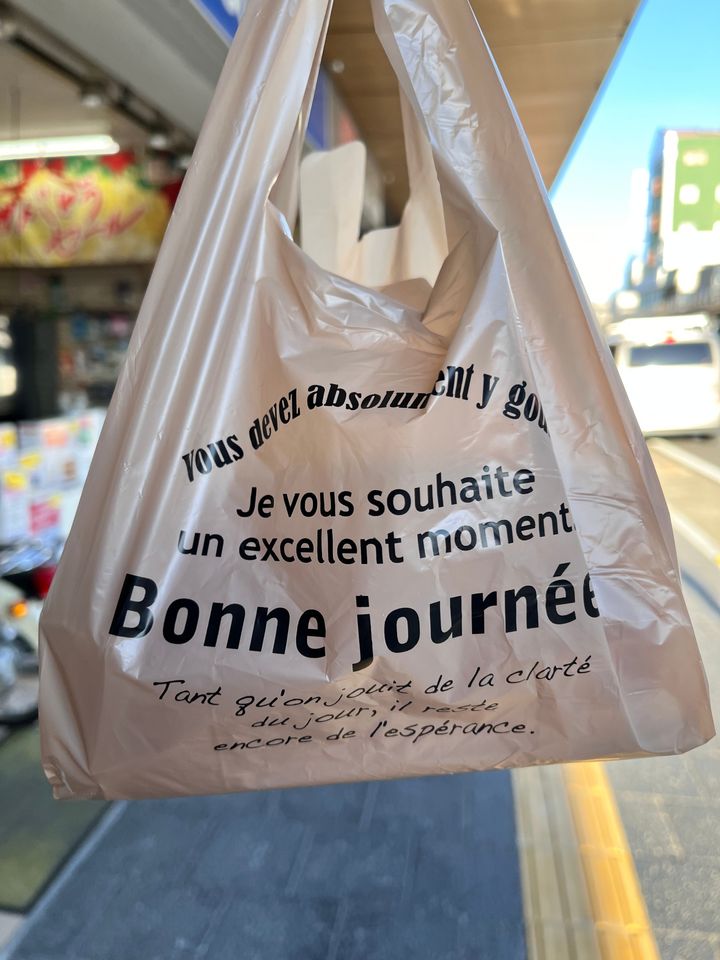 vous devez absolument y
Je vous souhaite
un excellent moment
Bonne journée
Tant qu'on jouit de la clarté
du jour, il reste
encore de l'espérance.